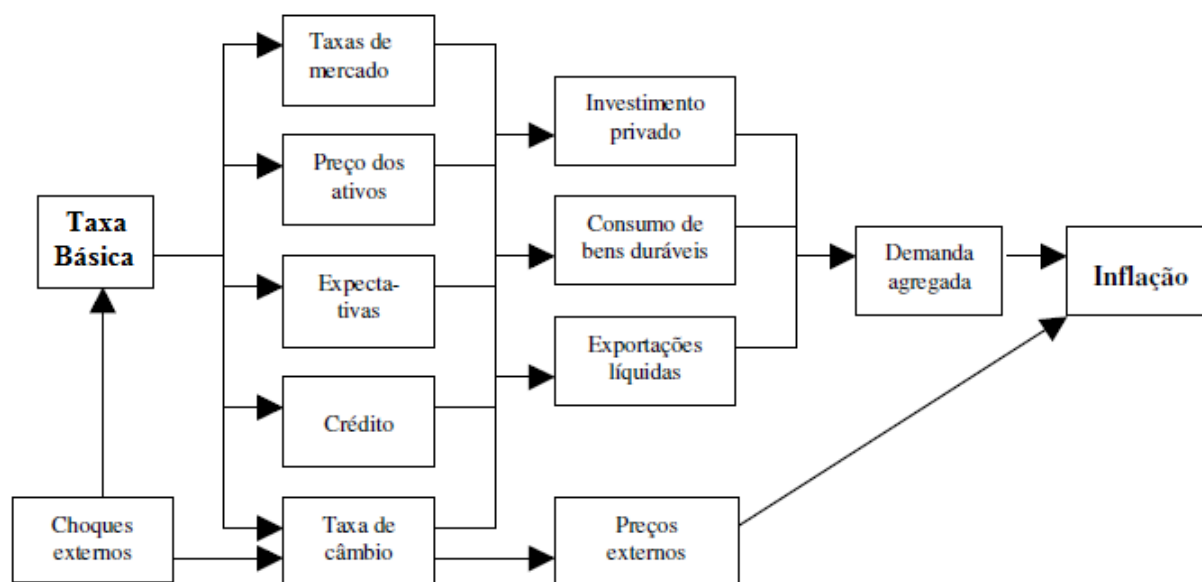 Taxas de
mercado
Preço dos
ativos
Taxa
Básica
Expecta-
tivas
Crédito
Choques
externos
Taxa de
câmbio
Investimento
privado
Consumo de
bens duráveis
Exportações
líquidas
Preços
externos
Demanda
agregada
Inflação